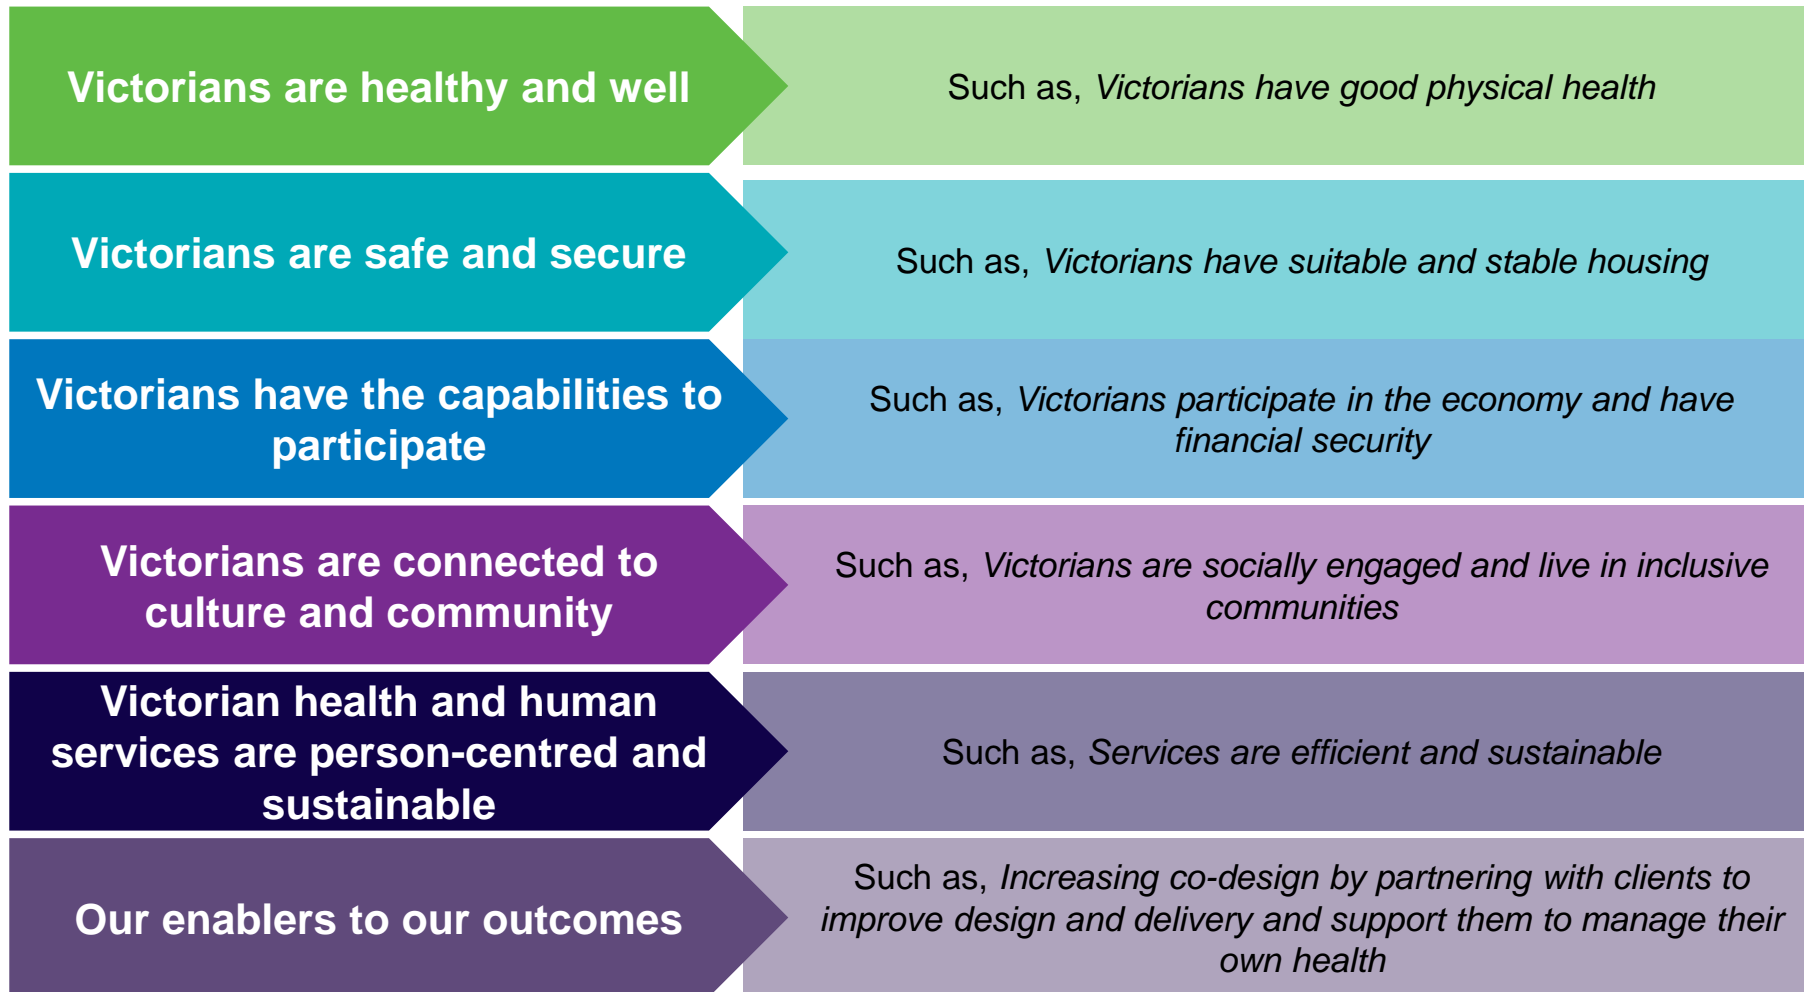 Victorians are healthy and well
Such as, Victorians have good physical health
Victorians are safe and secure
Such as, Victorians have suitable and stable housing
Victorians have the capabilities to
participate
Such as, Victorians participate in the economy and have
financial security
Victorians are connected to
culture and community
Such as, Victorians are socially engaged and live in inclusive
communities
Victorian health and human
services are person-centred and
sustainable
Such as, Services are efficient and sustainable
Our enablers to our outcomes
Such as, Increasing co-design by partnering with clients to
improve design and delivery and support them to manage their
own health